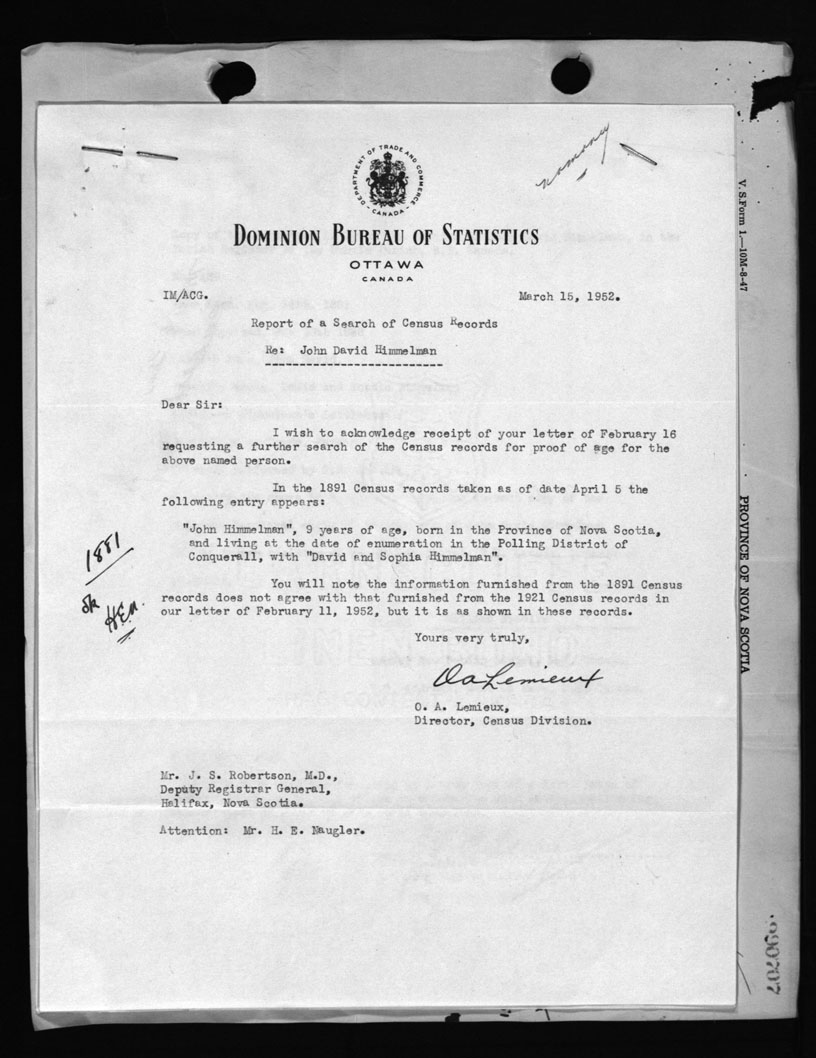 DEPARTMENT OF TRADE AND COMMERCE
- CANADA -
DOMINION BUREAU OF STATISTICS
OTTAWA
CANADA
IM/ACG.
March 15, 1952.
Report of a Search of Census Records
Re: John David Himmelman
Dear Sir:
I wish to acknowledge receipt of your letter of February 16
requesting a further search of the Census records for proof of age for the
above named person.
In the 1891 Census records taken as of date April 5 the
following entry appears:
"John Himmelman", 9 years of age, born in the Province of Nova Scotia,
and living at the date of enumeration in the Polling District of
Conquerall, with "David and Sophia Himmelman".
1881
ok
H.E.N.
You will note the information furnished from the 1891 Census
records does not agree with that furnished from the 1921 Census records in
our letter of February 11, 1952, but it is as shown in these records.
Yours very truly,
O A Lemieux
O. A. Lemieux,
Director, Census Division.
Mr. J. S. Robertson, M.D.,
Deputy Registrar General,
Halifax, Nova Scotia.
Attention: Mr. H. E. Naugler.
V. S. Form 1.—10M-8-47
PROVINCE OF NOVA SCOTIA